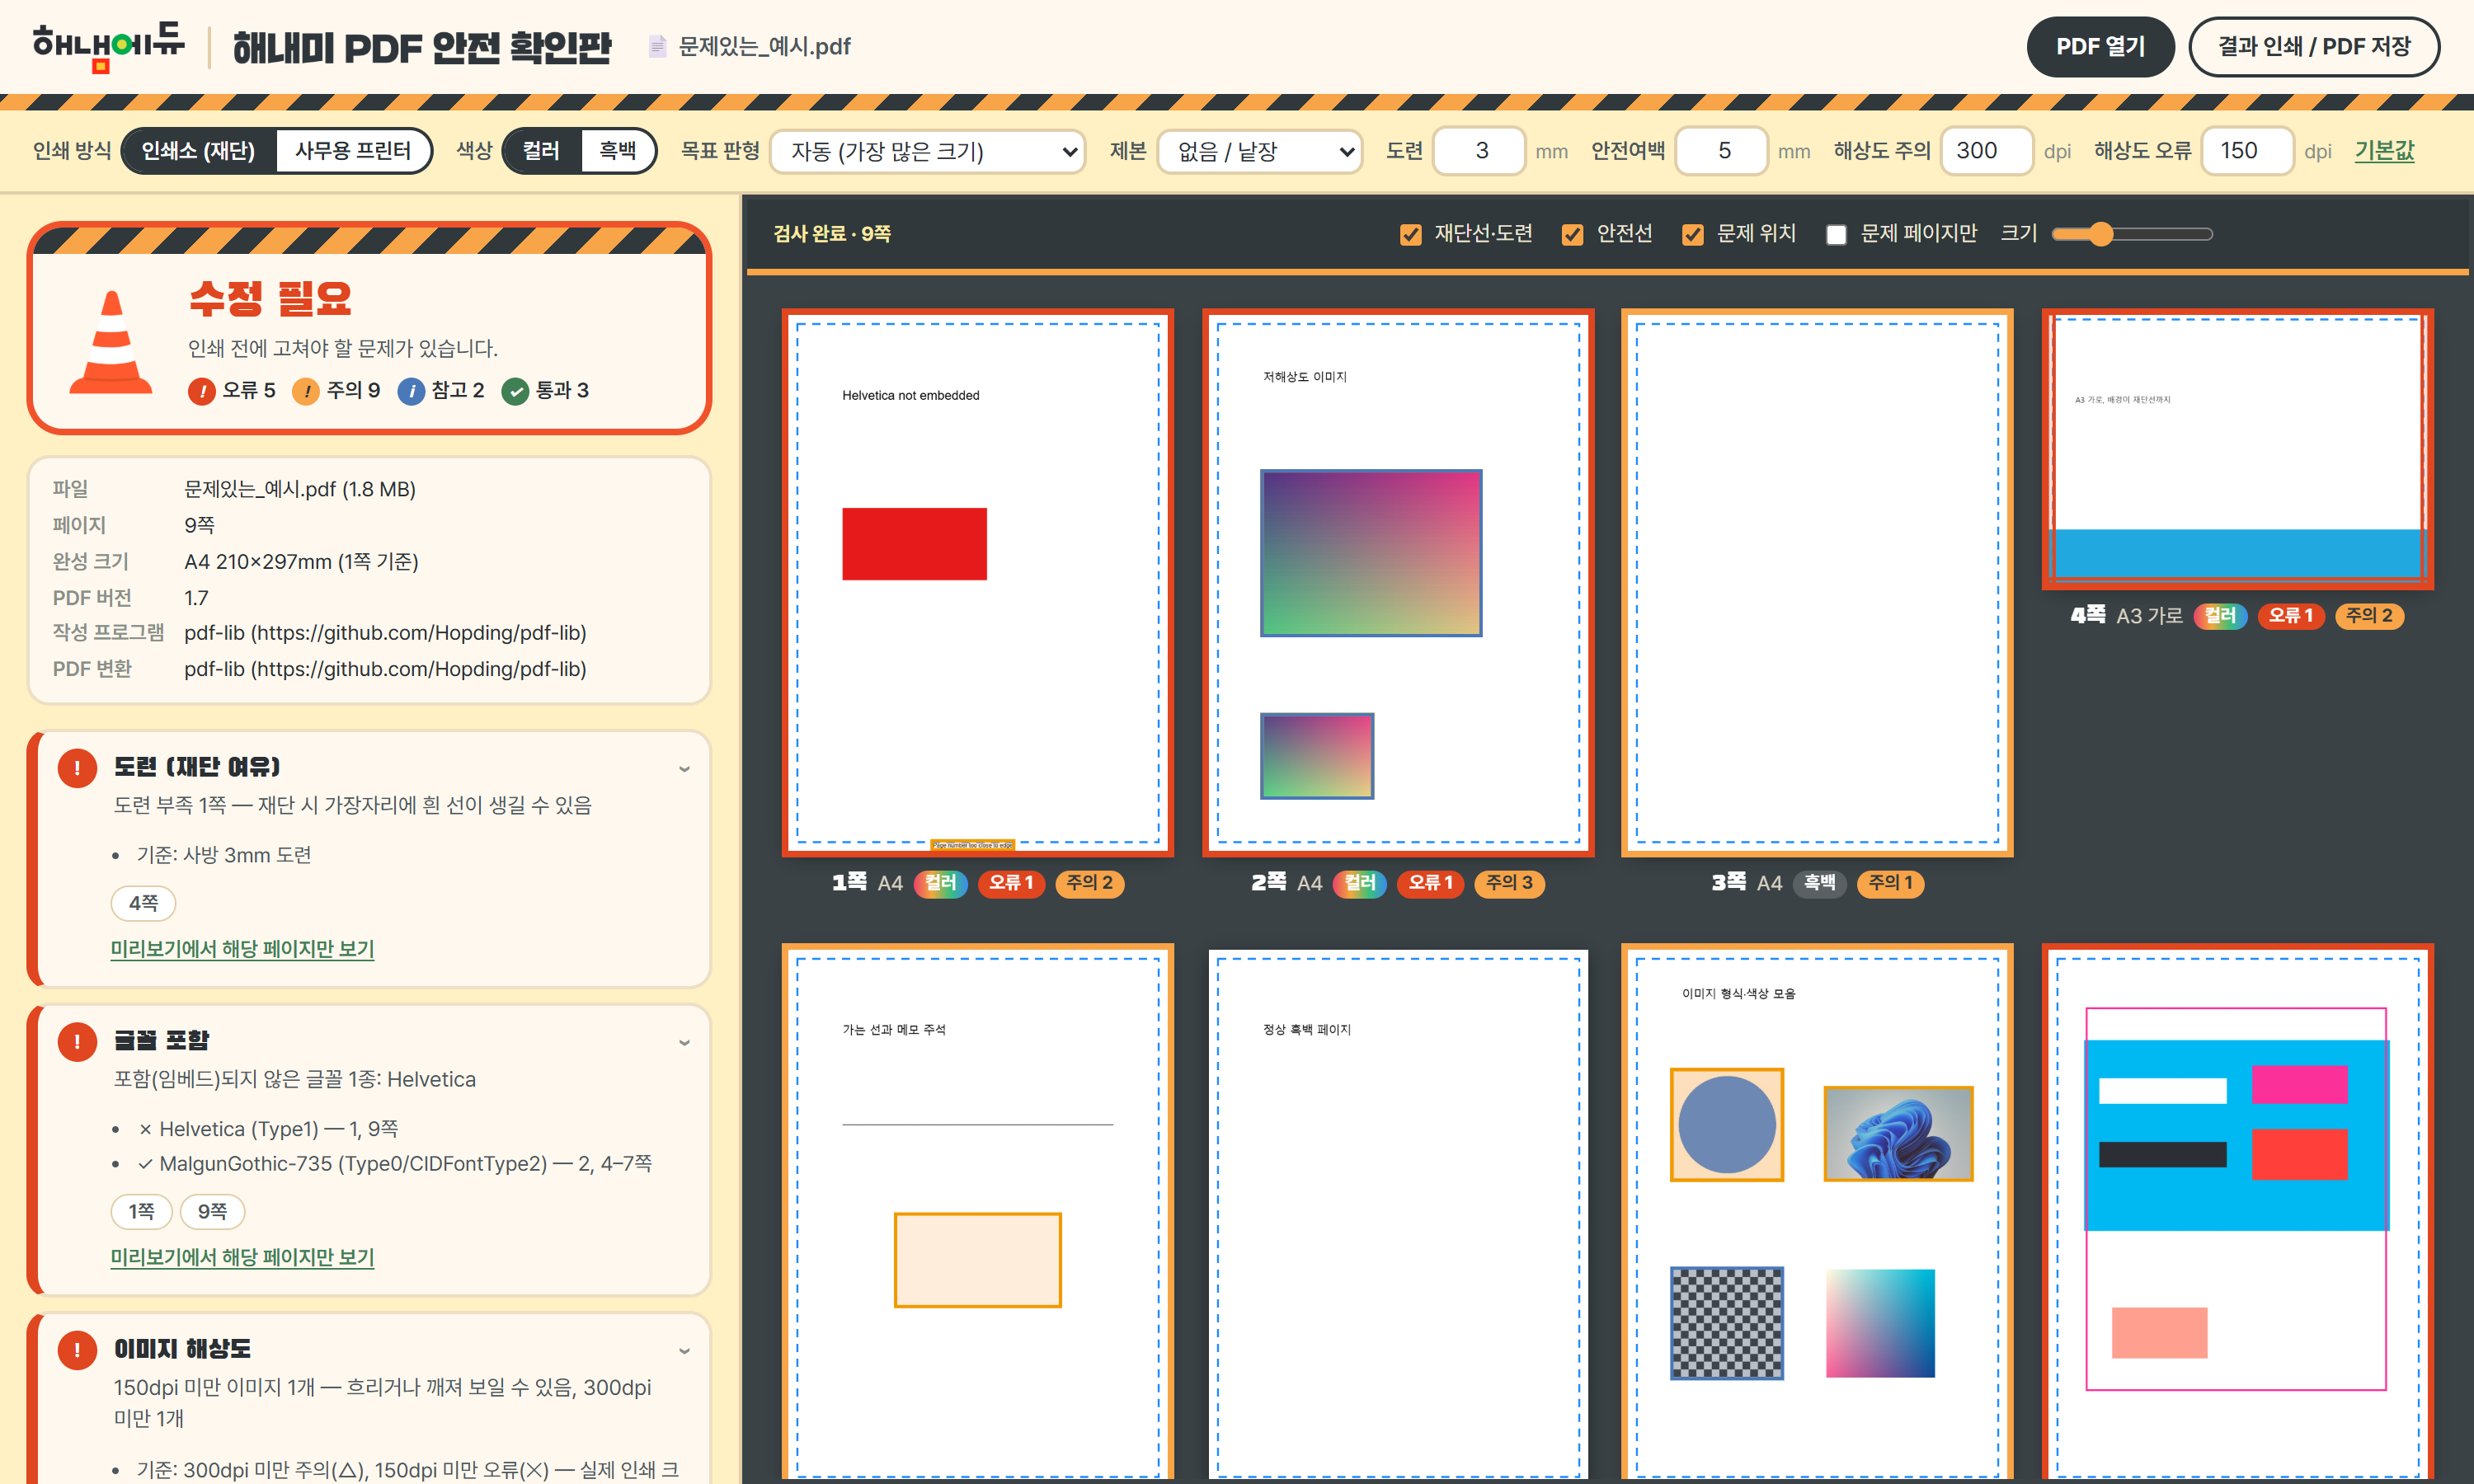 해냄에듀
해내미 PDF 안전 확인판
문제있는_예시.pdf
PDF 열기
결과 인쇄 / PDF 저장
인쇄 방식 인쇄소 (재단) 사무용 프린터 색상 컬러 흑백 목표 판형 자동 (가장 많은 크기) 제본 없음 / 낱장 도련 3 mm 안전여백 5 mm 해상도 주의 300 dpi 해상도 오류 150 dpi 기본값
수정 필요
인쇄 전에 고쳐야 할 문제가 있습니다.
! 오류 5 ! 주의 9 i 참고 2 통과 3
파일 문제있는_예시.pdf (1.8 MB)
페이지 9쪽
완성 크기 A4 210×297mm (1쪽 기준)
PDF 버전 1.7
작성 프로그램 pdf-lib (https://github.com/Hopding/pdf-lib)
PDF 변환 pdf-lib (https://github.com/Hopding/pdf-lib)
! 도련 (재단 여유)
도련 부족 1쪽 — 재단 시 가장자리에 흰 선이 생길 수 있음
• 기준: 사방 3mm 도련
4쪽
미리보기에서 해당 페이지만 보기
! 글꼴 포함
포함(임베드)되지 않은 글꼴 1종: Helvetica
• × Helvetica (Type1) — 1, 9쪽
• ✓ MalgunGothic-735 (Type0/CIDFontType2) — 2, 4–7쪽
1쪽 9쪽
미리보기에서 해당 페이지만 보기
! 이미지 해상도
150dpi 미만 이미지 1개 — 흐리거나 깨져 보일 수 있음, 300dpi
미만 1개
• 기준: 300dpi 미만 주의(△), 150dpi 미만 오류(×) — 실제 인쇄 크
검사 완료 · 9쪽
재단선·도련 안전선 문제 위치 문제 페이지만 크기
Helvetica not embedded
Page number too close to edge
1쪽 A4 컬러 오류 1 주의 2
저해상도 이미지
2쪽 A4 컬러 오류 1 주의 3
3쪽 A4 흑백 주의 1
A3 가로, 배경이 재단선까지
4쪽 A3 가로 컬러 오류 1 주의 2
가는 선과 메모 주석
정상 흑백 페이지
이미지 형식·색상 모음